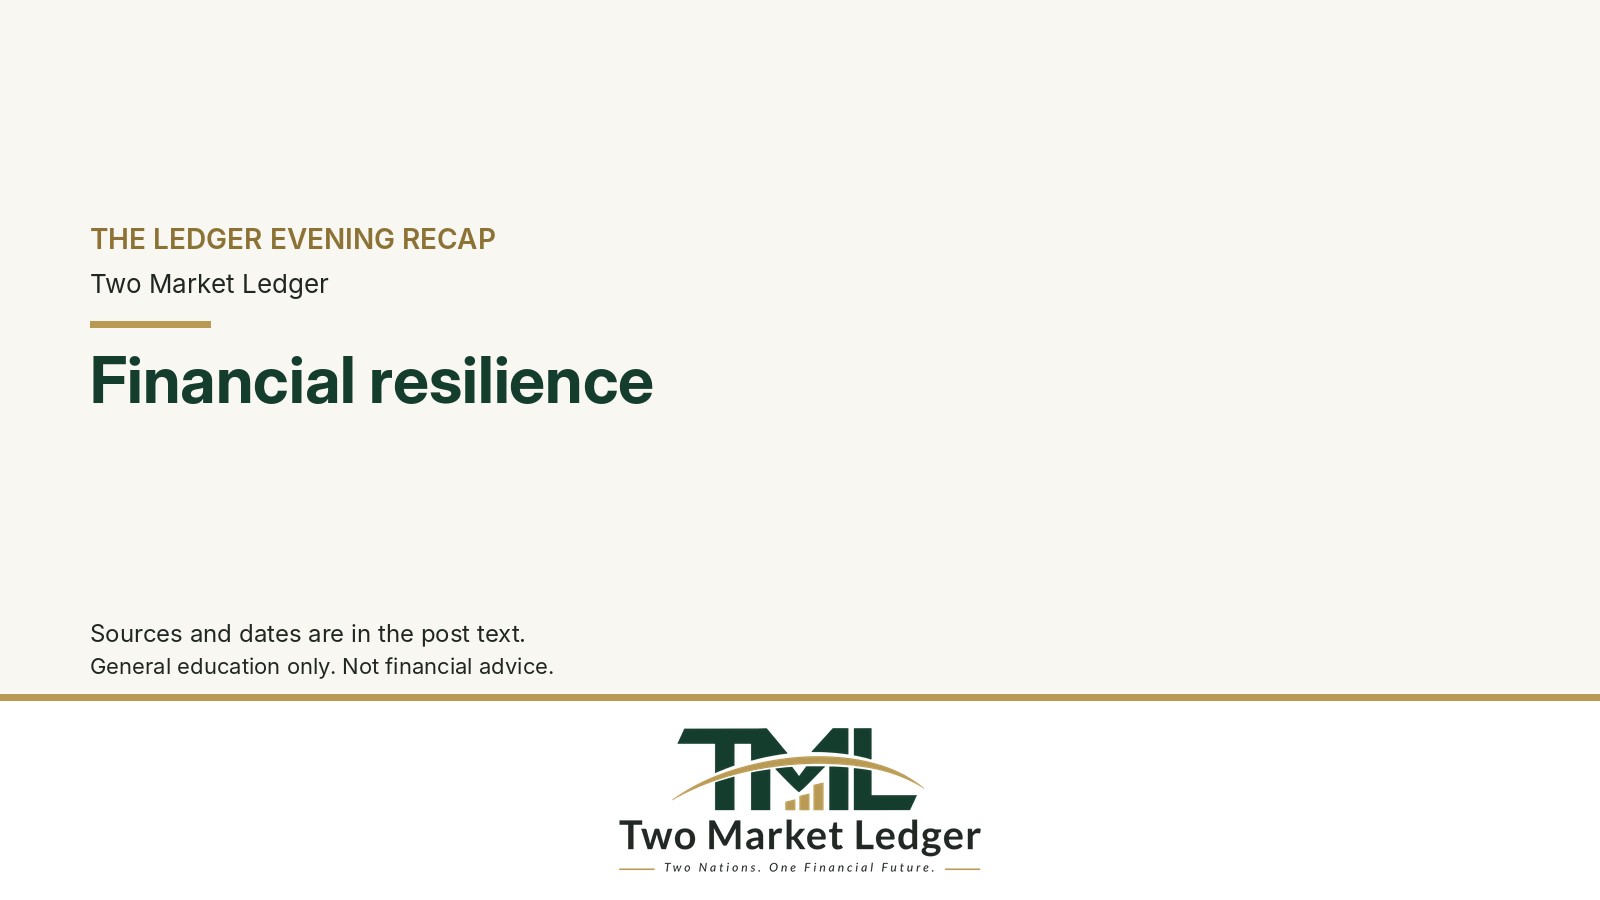 THE LEDGER EVENING RECAP
Two Market Ledger
Financial resilience
Sources and dates are in the post text.
General education only. Not financial advice.
TML
Two Market Ledger
Two Nations. One Financial Future.